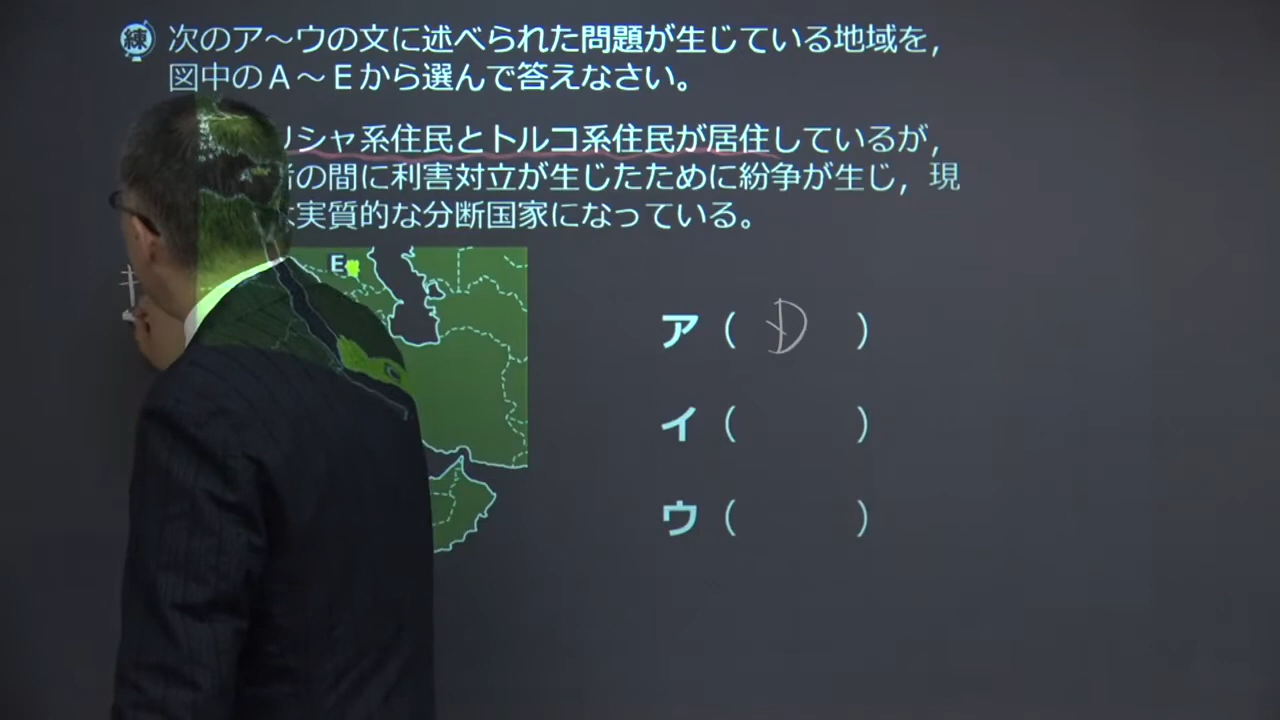 練 次のア～ウの文に述べられた問題が生じている地域を，
図中のA～Eから選んで答えなさい。
リシャ系住民とトルコ系住民が居住しているが，
者の間に利害対立が生じたために紛争が生じ，現
実質的な分断国家になっている。
E
キ
ア（ D ）
イ（ ）
ウ（ ）